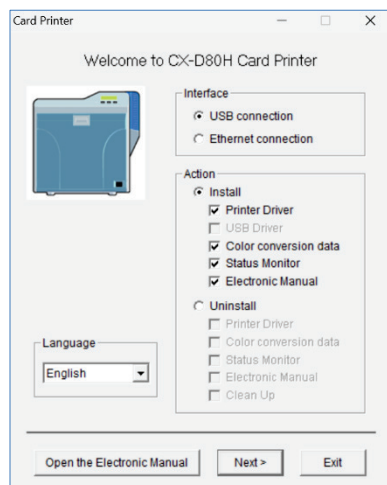 Card Printer
Welcome to CX-D80H Card Printer
Interface
USB connection
Ethernet connection
Action
Install
Printer Driver
USB Driver
Color conversion data
Status Monitor
Electronic Manual
Uninstall
Printer Driver
Color conversion data
Status Monitor
Electronic Manual
Clean Up
Language
English
Open the Electronic Manual
Next >
Exit